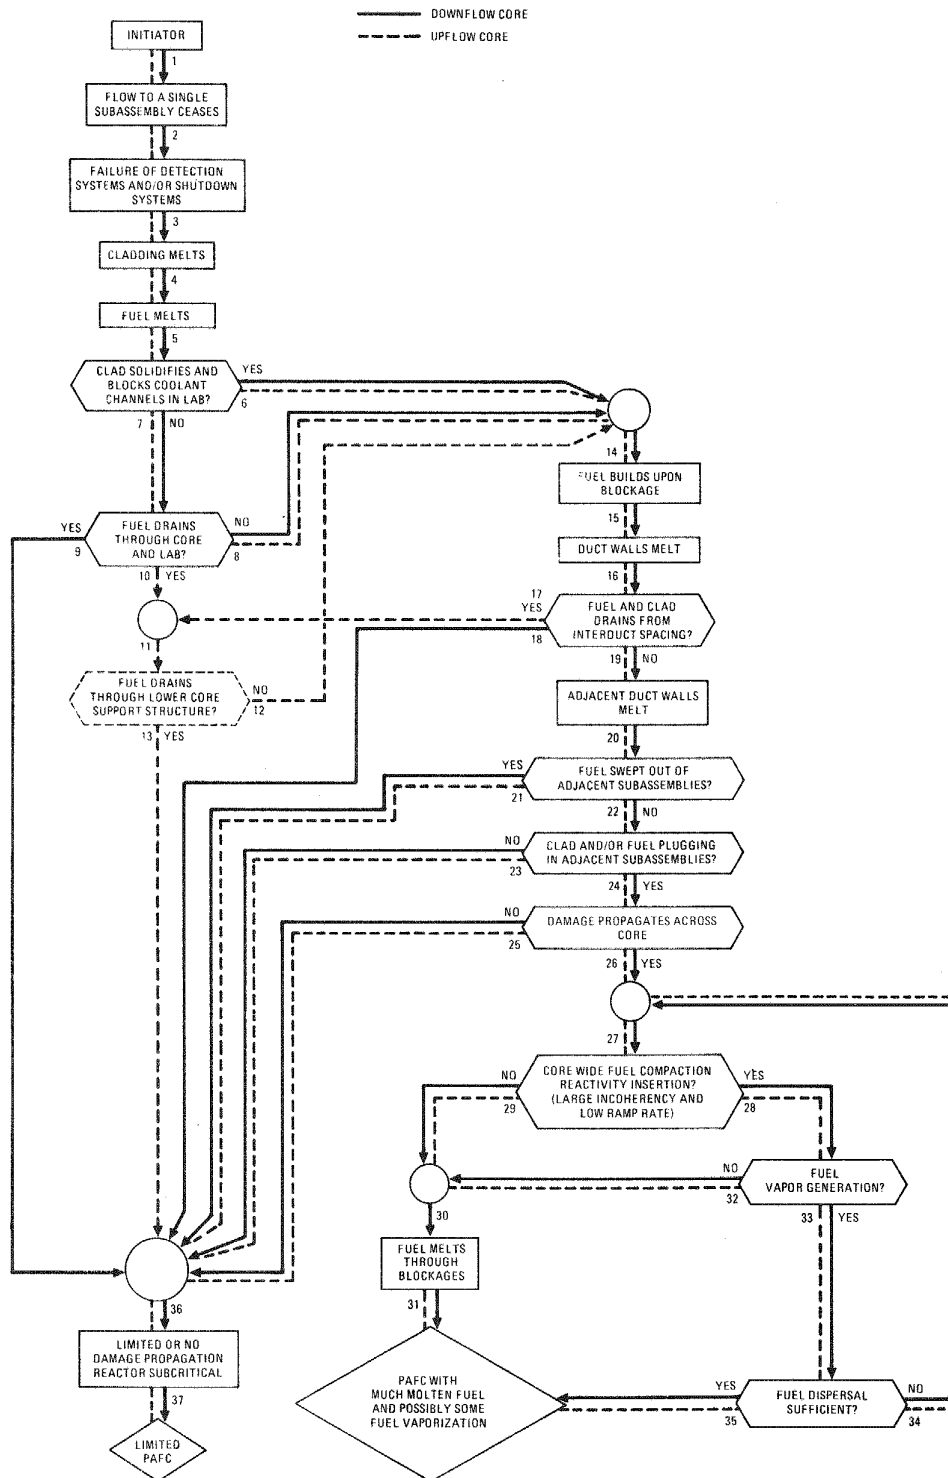 DOWNFLOW CORE
UPFLOW CORE
INITIATOR
1
FLOW TO A SINGLE
SUBASSEMBLY CEASES
2
FAILURE OF DETECTION
SYSTEMS AND/OR SHUTDOWN
SYSTEMS
3
CLADDING MELTS
4
FUEL MELTS
5
CLAD SOLIDIFIES AND
BLOCKS COOLANT
CHANNELS IN LAB?
YES
6
7
NO
FUEL DRAINS
THROUGH CORE
AND LAB?
YES
9
NO
8
10
YES
11
FUEL DRAINS
THROUGH LOWER CORE
SUPPORT STRUCTURE?
NO
12
13
YES
14
FUEL BUILDS UPON
BLOCKAGE
15
DUCT WALLS MELT
16
17
YES
18
FUEL AND CLAD
DRAINS FROM
INTERDUCT SPACING?
19
NO
ADJACENT DUCT WALLS
MELT
20
YES
21
FUEL SWEPT OUT OF
ADJACENT SUBASSEMBLIES?
22
NO
NO
23
CLAD AND/OR FUEL PLUGGING
IN ADJACENT SUBASSEMBLIES?
24
YES
NO
25
DAMAGE PROPAGATES ACROSS
CORE
26
YES
27
NO
29
CORE WIDE FUEL COMPACTION
REACTIVITY INSERTION?
(LARGE INCOHERENCY AND
LOW RAMP RATE)
YES
28
NO
32
FUEL
VAPOR GENERATION?
33
YES
30
FUEL MELTS
THROUGH
BLOCKAGES
31
PAFC WITH
MUCH MOLTEN FUEL
AND POSSIBLY SOME
FUEL VAPORIZATION
YES
35
FUEL DISPERSAL
SUFFICIENT?
NO
34
36
LIMITED OR NO
DAMAGE PROPAGATION
REACTOR SUBCRITICAL
37
LIMITED
PAFC